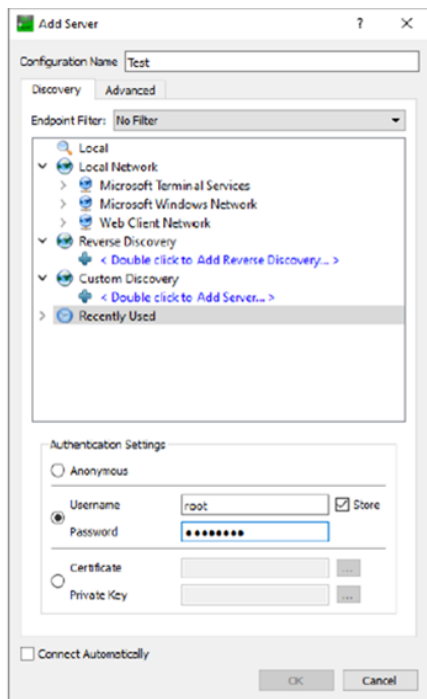 Add Server
Configuration Name Test
Discovery Advanced
Endpoint Filter: No Filter
Local
Local Network
Microsoft Terminal Services
Microsoft Windows Network
Web Client Network
Reverse Discovery
< Double click to Add Reverse Discovery... >
Custom Discovery
< Double click to Add Server... >
Recently Used
Authentication Settings
Anonymous
Username root Store
Password ●●●●●●●●
Certificate ...
Private Key ...
Connect Automatically
OK Cancel